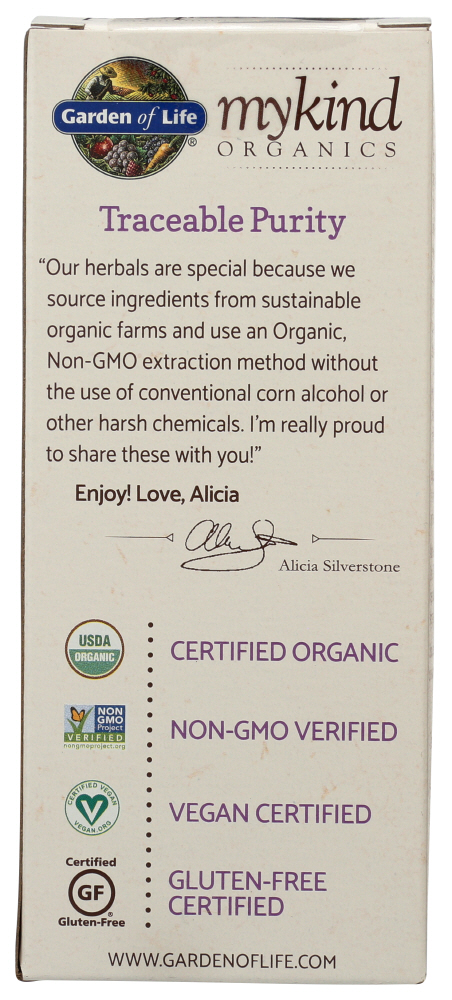 Garden of Life®
mykind
ORGANICS
Traceable Purity
“Our herbals are special because we
source ingredients from sustainable
organic farms and use an Organic,
Non-GMO extraction method without
the use of conventional corn alcohol or
other harsh chemicals. I’m really proud
to share these with you!”
Enjoy! Love, Alicia
Alicia Silverstone
USDA
ORGANIC
CERTIFIED ORGANIC
NON
GMO
Project
VERIFIED
nongmoproject.org
NON-GMO VERIFIED
CERTIFIED VEGAN
VEGAN.ORG
VEGAN CERTIFIED
Certified
GF
®
Gluten-Free
GLUTEN-FREE
CERTIFIED
WWW.GARDENOFLIFE.COM